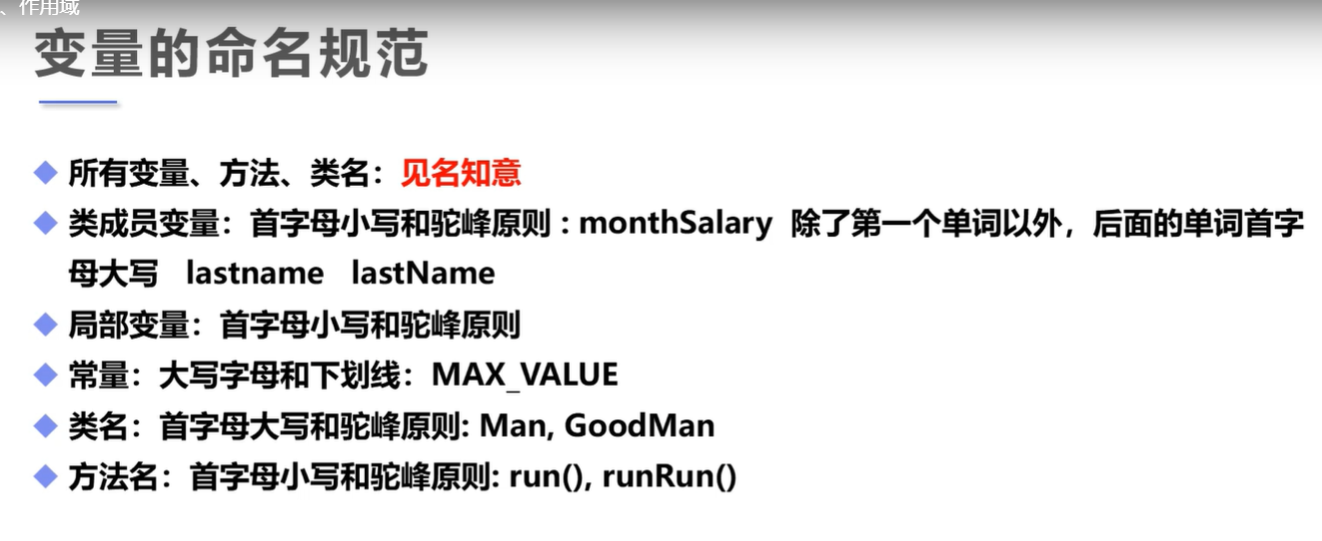 、作用域
变量的命名规范
所有变量、方法、类名：见名知意
类成员变量：首字母小写和驼峰原则 : monthSalary 除了第一个单词以外，后面的单词首字
母大写 lastname lastName
局部变量：首字母小写和驼峰原则
常量：大写字母和下划线：MAX_VALUE
类名：首字母大写和驼峰原则: Man, GoodMan
方法名：首字母小写和驼峰原则: run(), runRun()